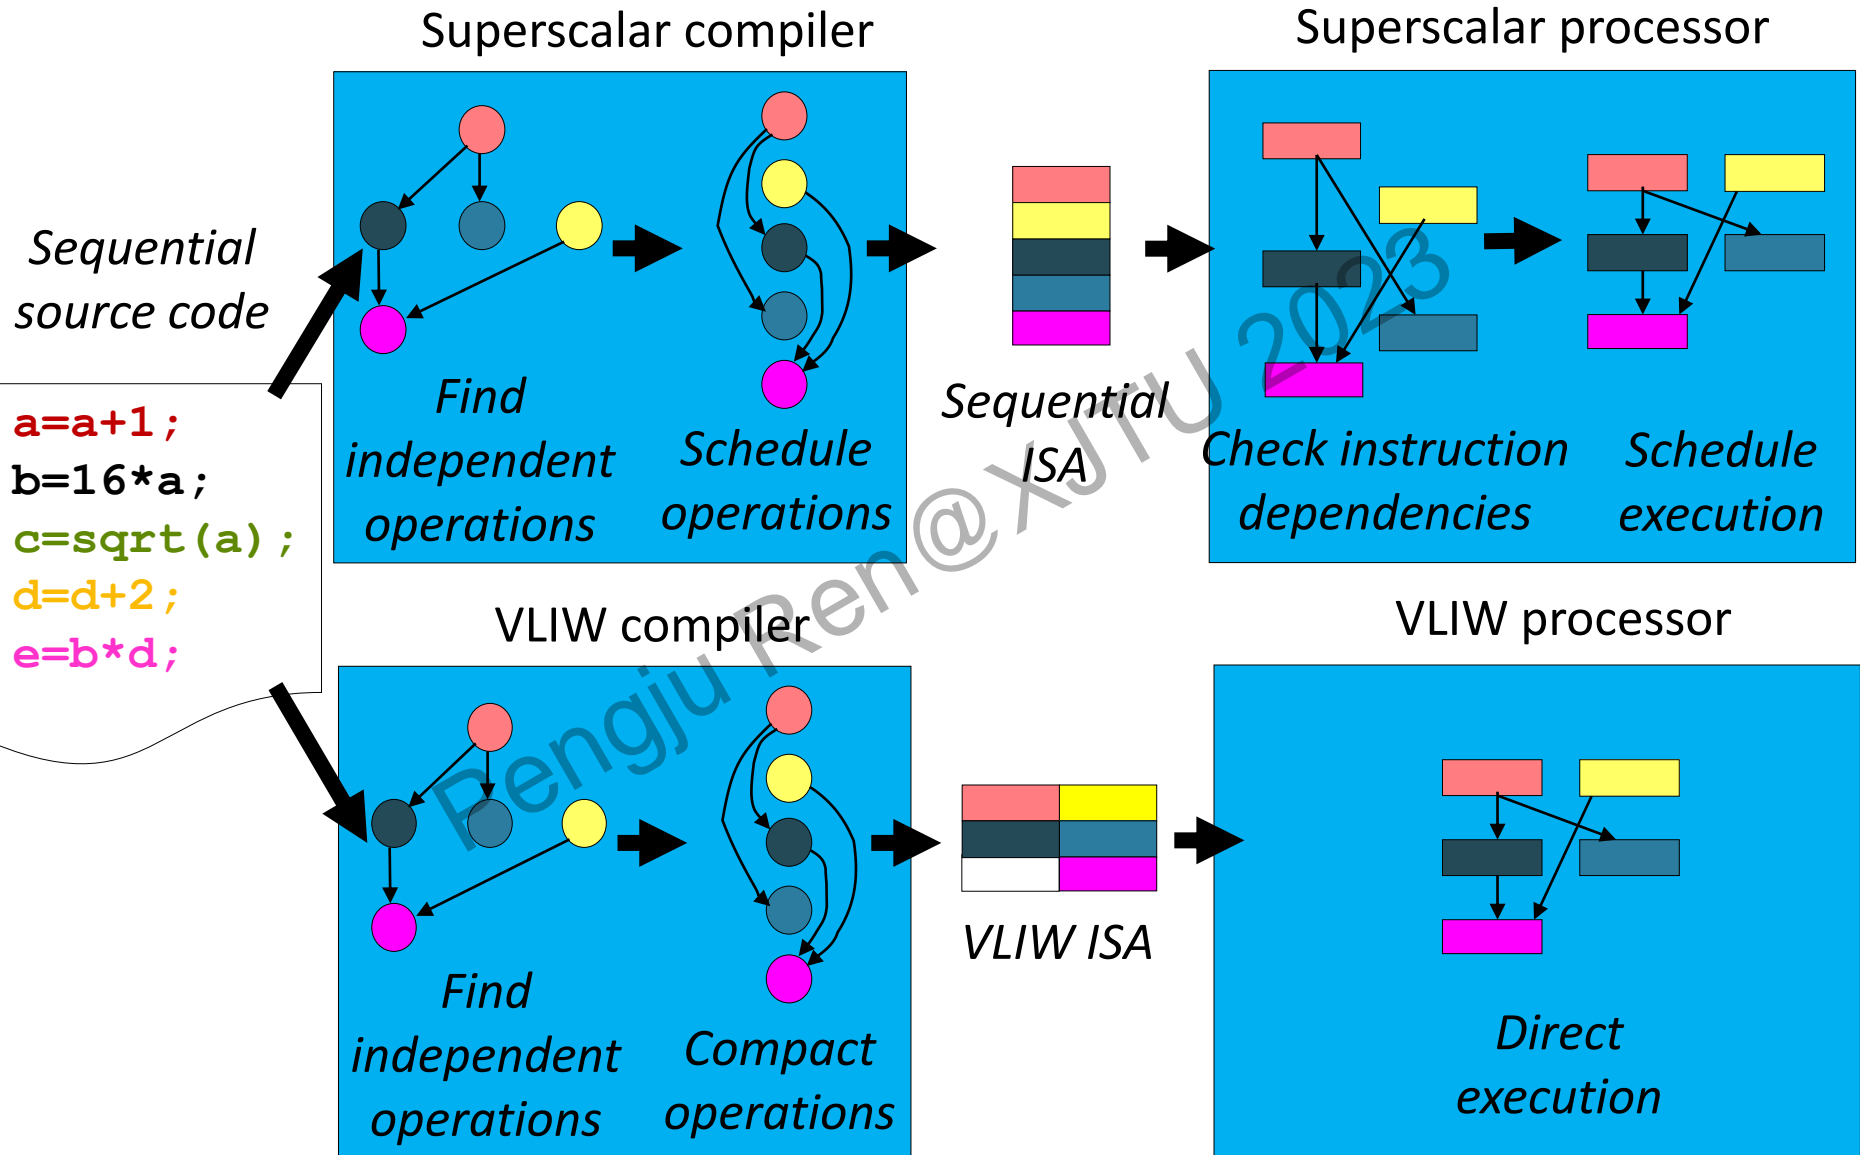 Superscalar compiler
Superscalar processor
Sequential
source code
a=a+1;
b=16*a;
c=sqrt(a);
d=d+2;
e=b*d;
Find
independent
operations
Schedule
operations
Sequential
ISA
Check instruction
dependencies
Schedule
execution
VLIW compiler
VLIW processor
Find
independent
operations
Compact
operations
VLIW ISA
Direct
execution
Pengju Ren@XJTU 2023